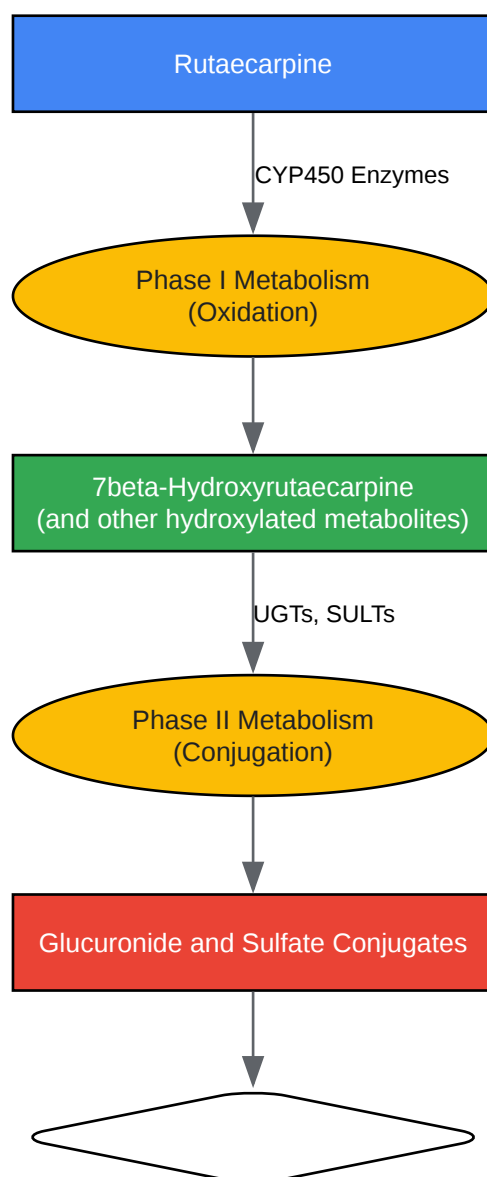 Rutaecarpine
CYP450 Enzymes
Phase I Metabolism
(Oxidation)
7beta-Hydroxyrutaecarpine
(and other hydroxylated metabolites)
UGTs, SULTs
Phase II Metabolism
(Conjugation)
Glucuronide and Sulfate Conjugates